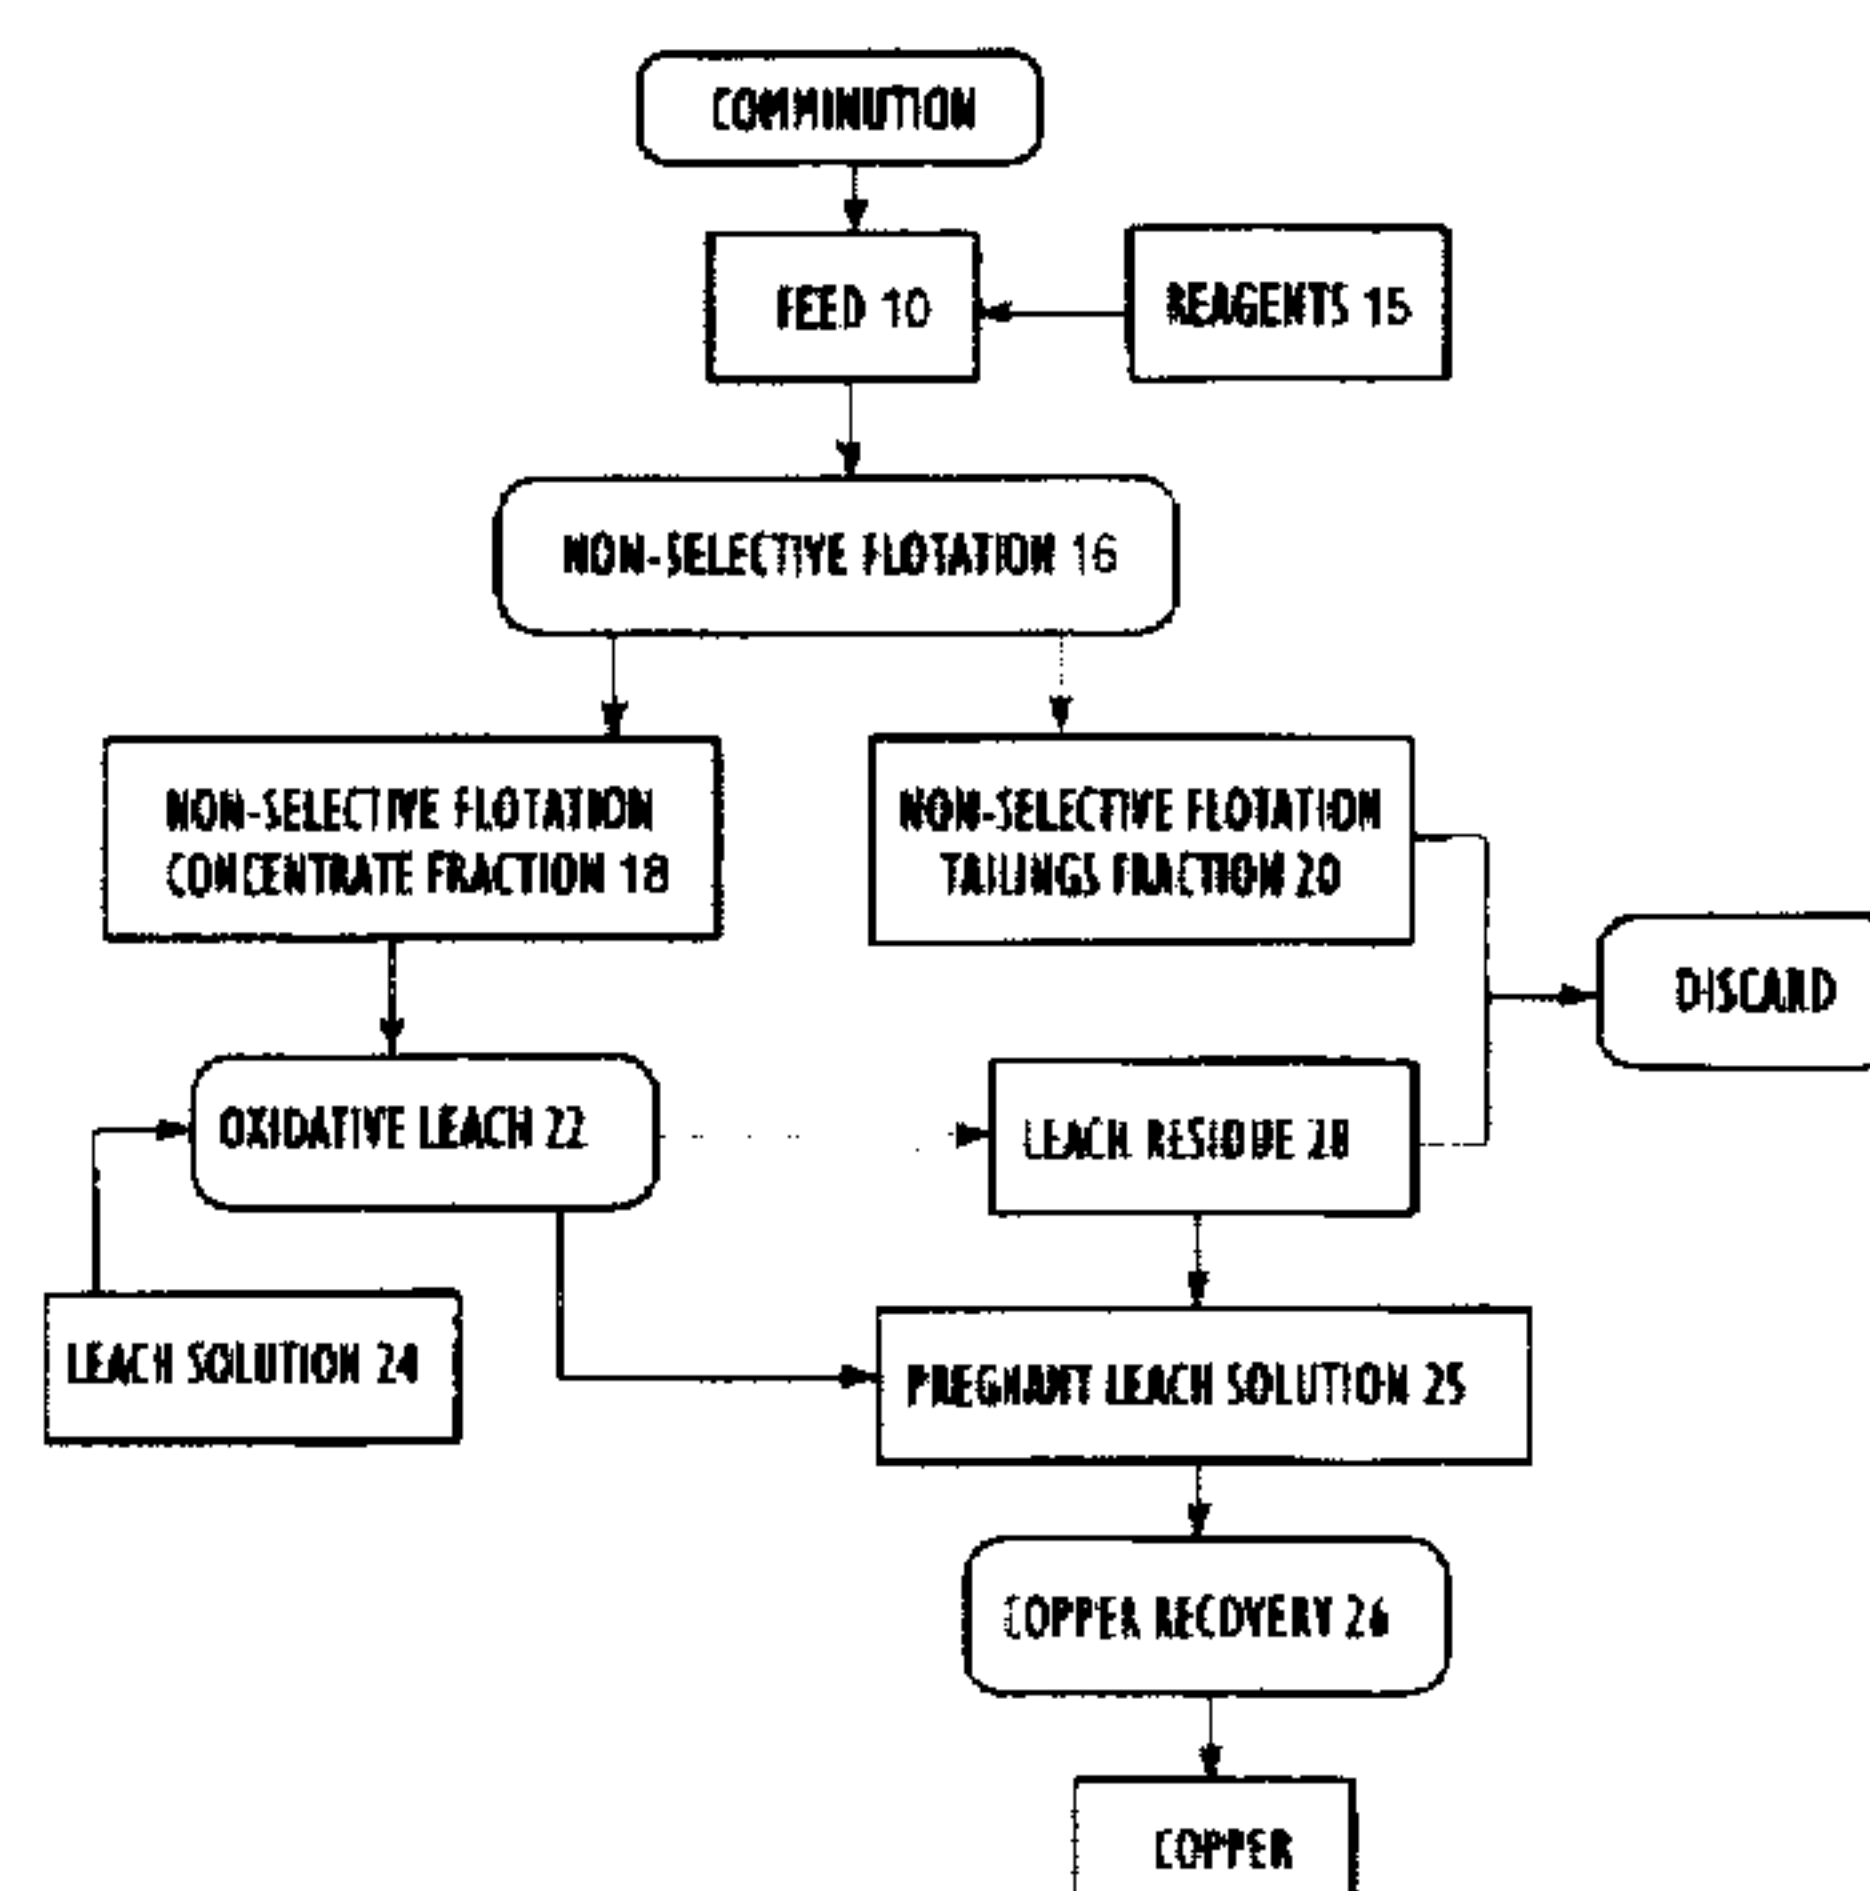 COMMINUTION
FEED 10
REAGENTS 15
NON-SELECTIVE FLOTATION 16
NON-SELECTIVE FLOTATION
CONCENTRATE FRACTION 18
NON-SELECTIVE FLOTATION
TAILINGS FRACTION 20
DISCARD
OXIDATIVE LEACH 22
LEACH RESIDUE 28
LEACH SOLUTION 24
PREGNANT LEACH SOLUTION 25
COPPER RECOVERY 26
COPPER